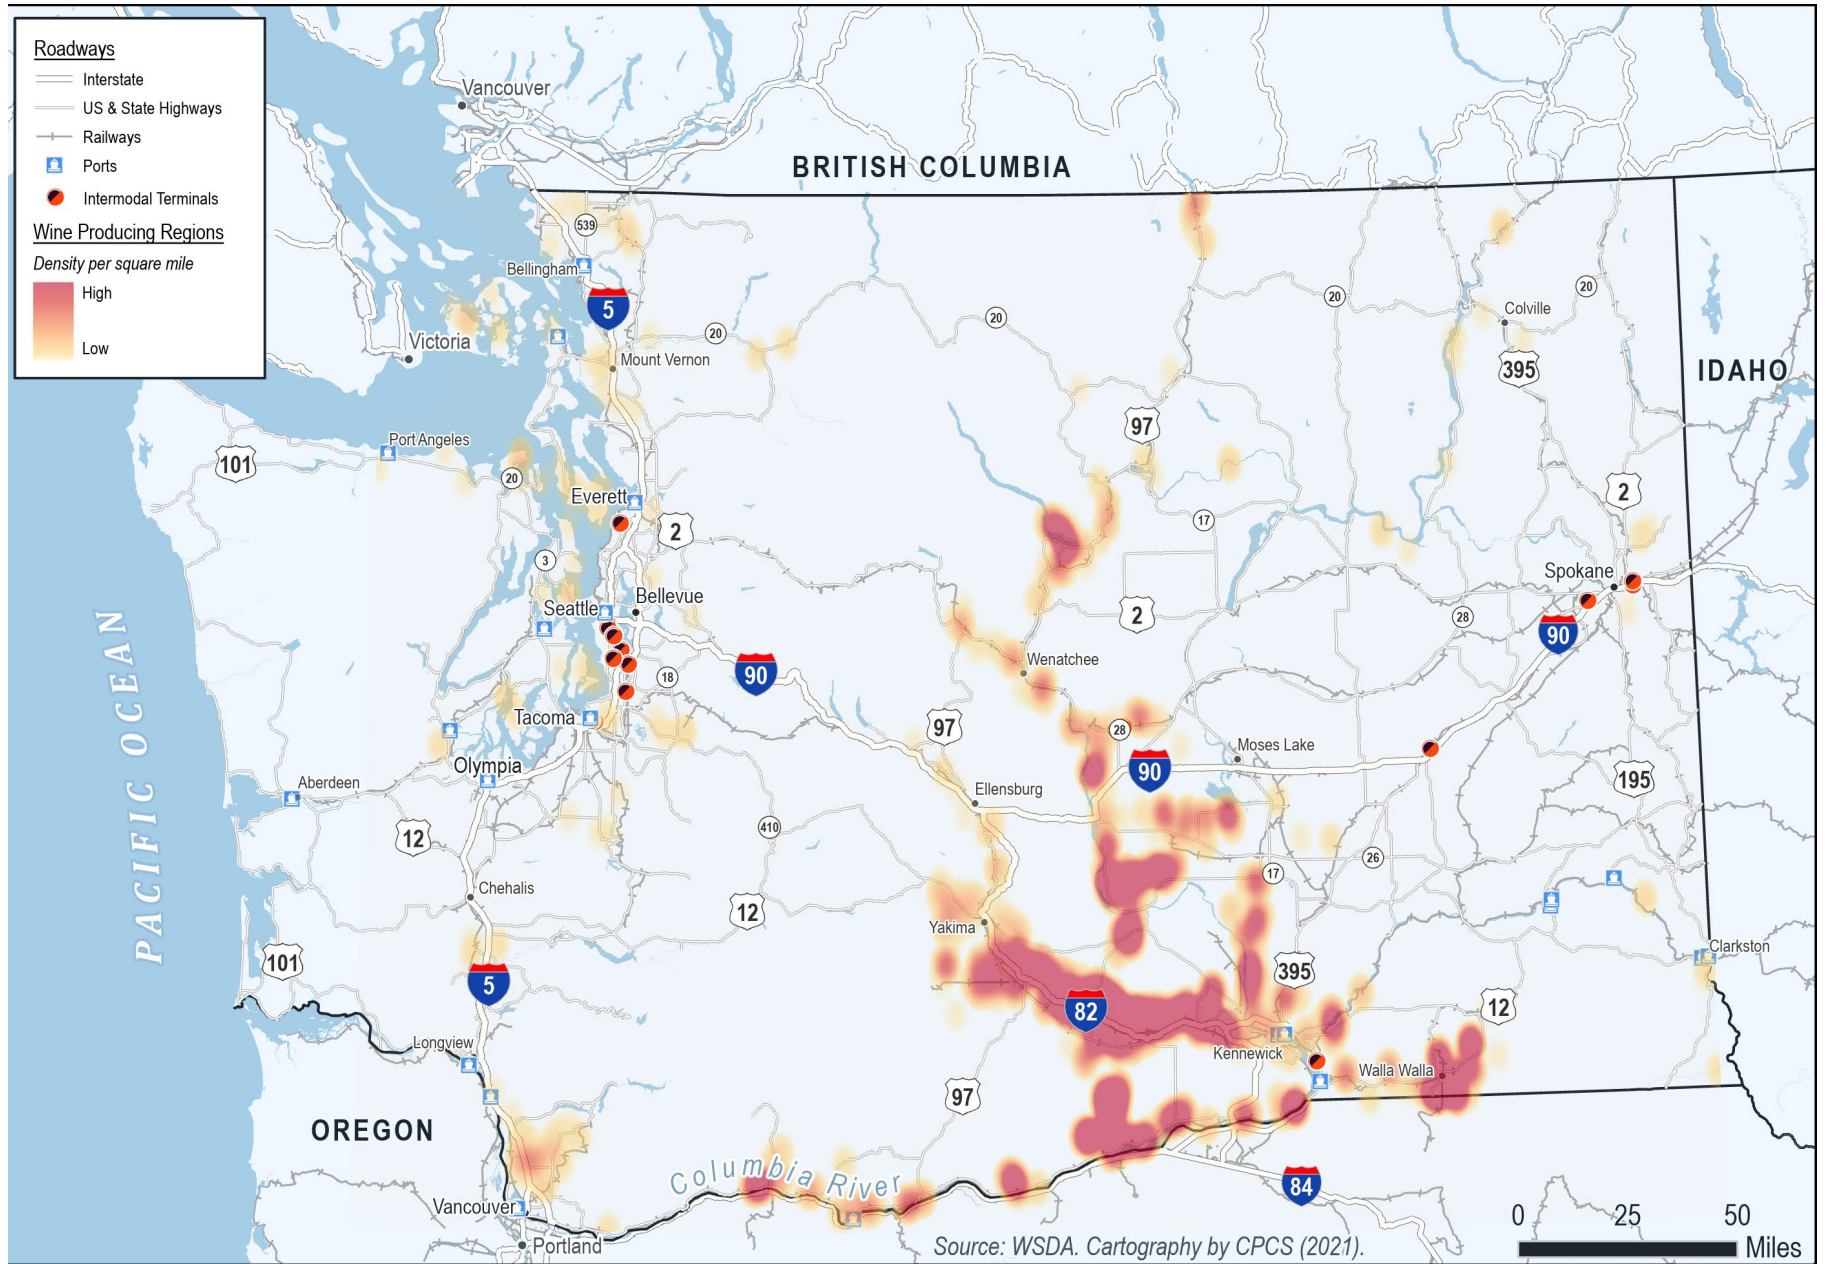 Roadways
Interstate
US & State Highways
Railways
Ports
Intermodal Terminals
Wine Producing Regions
Density per square mile
High
Low
Vancouver
BRITISH COLUMBIA
539
Bellingham
5
20
20
20
20
Colville
Victoria
Mount Vernon
395
IDAHO
97
Port Angeles
101
20
Everett
2
2
17
3
Spokane
Seattle
Bellevue
2
28
90
PACIFIC OCEAN
Wenatchee
90
18
Tacoma
97
28
Moses Lake
Olympia
90
195
Aberdeen
Ellensburg
12
410
26
17
Chehalis
12
Yakima
Clarkston
101
5
395
82
12
Longview
Kennewick
Walla Walla
97
OREGON
Columbia River
84
Vancouver
0 25 50
Miles
Portland
Source: WSDA. Cartography by CPCS (2021).